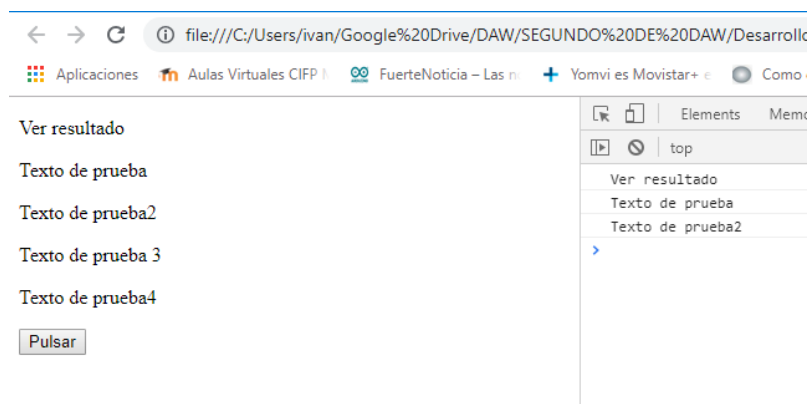 file:///C:/Users/ivan/Google%20Drive/DAW/SEGUNDO%20DE%20DAW/Desarrollo
Aplicaciones Aulas Virtuales CIFP FuerteNoticia – Las Yomvi es Movistar+ Como
Ver resultado
Texto de prueba
Texto de prueba2
Texto de prueba 3
Texto de prueba4
Pulsar
Elements
top
Ver resultado
Texto de prueba
Texto de prueba2